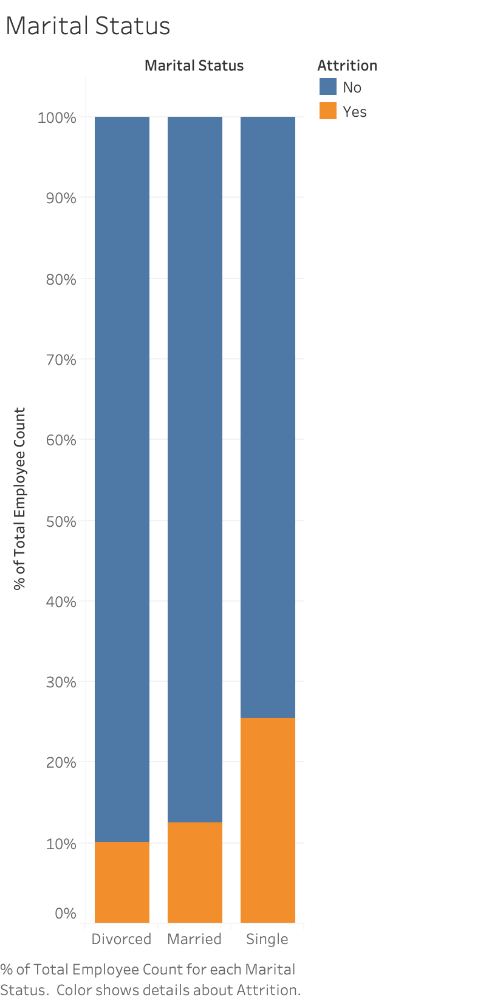 Marital Status
Marital Status
Attrition
No
Yes
100%
90%
80%
70%
60%
50%
40%
30%
20%
10%
0%
% of Total Employee Count
Divorced Married Single
% of Total Employee Count for each Marital
Status.  Color shows details about Attrition.